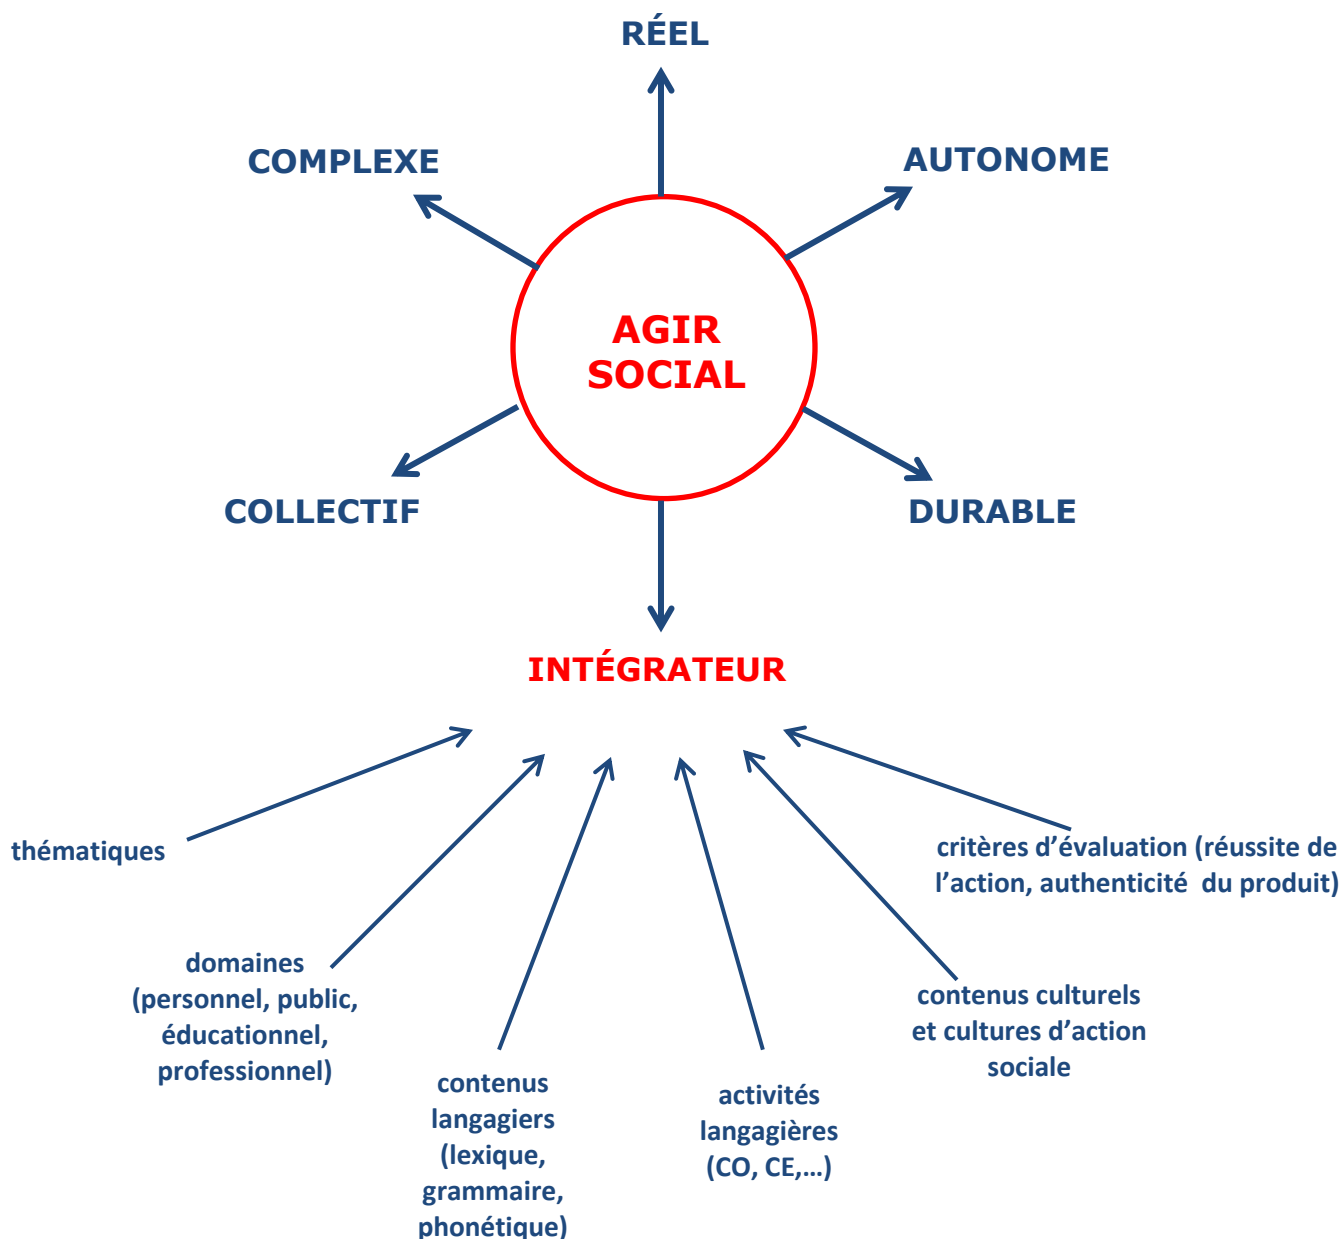 RÉEL
COMPLEXE
AUTONOME
AGIR
SOCIAL
COLLECTIF
DURABLE
INTÉGRATEUR
thématiques
critères d’évaluation (réussite de
l’action, authenticité  du produit)
domaines
(personnel, public,
éducationnel,
professionnel)
contenus culturels
et cultures d’action
sociale
contenus
langagiers
(lexique,
grammaire,
phonétique)
activités
langagières
(CO, CE,…)